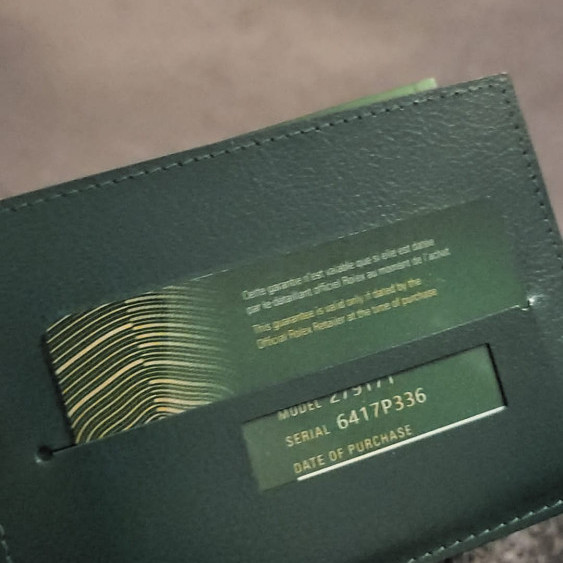 Cette garantie n'est valable que si elle est datée
par le détaillant officiel Rolex au moment de l'achat
This guarantee is valid only if dated by the
Official Rolex Retailer at the time of purchase
MODEL 279171
SERIAL 6417P336
DATE OF PURCHASE